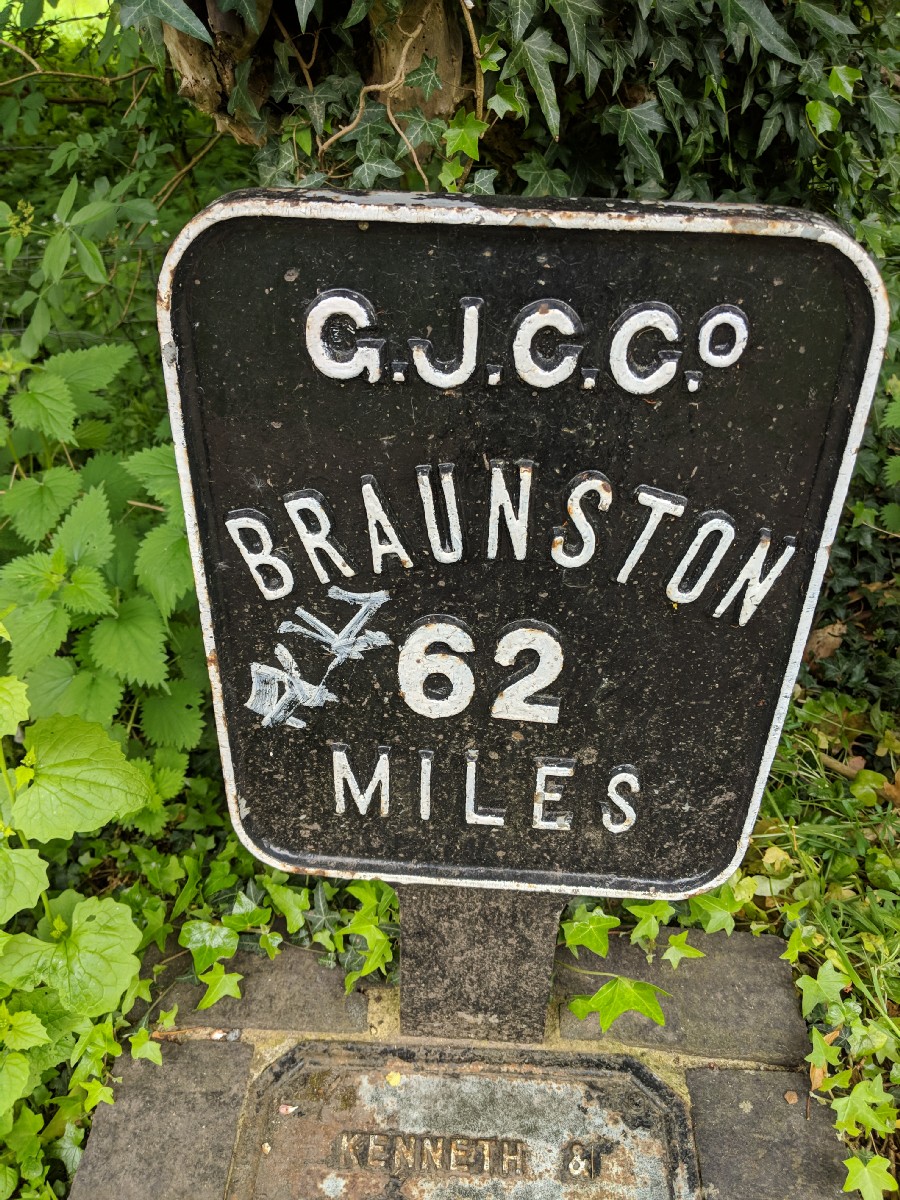 G.J.C.Cº
BRAUNSTON
62
MILES
KENNETH &